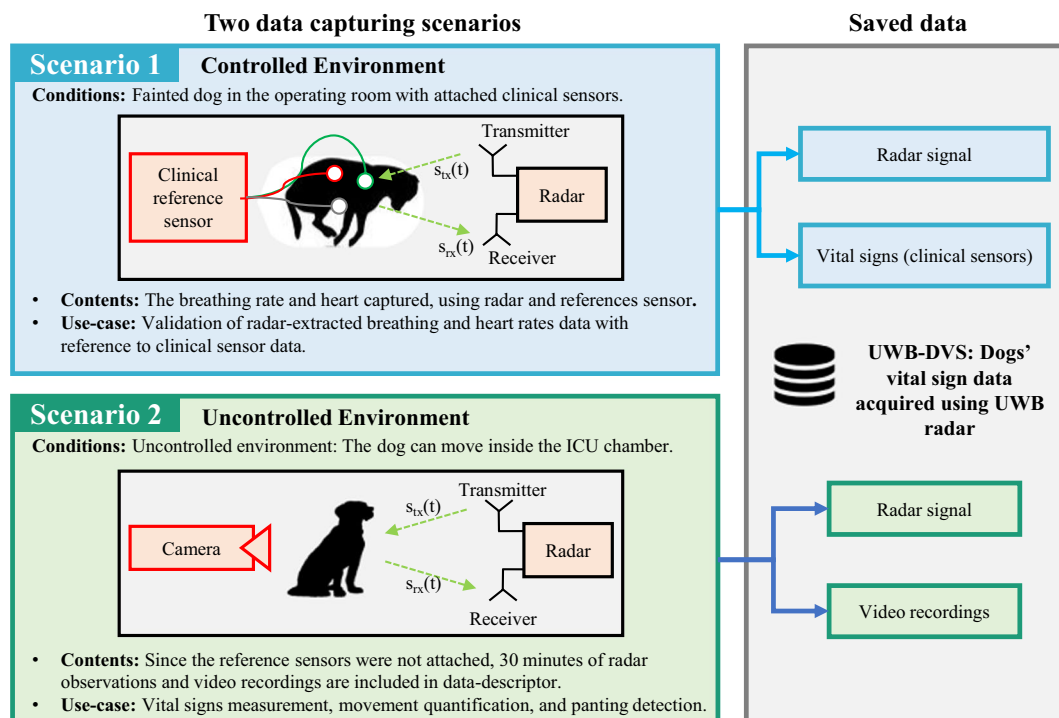 Two data capturing scenarios
Saved data
Scenario 1
Controlled Environment
Conditions: Fainted dog in the operating room with attached clinical sensors.
Clinical
reference
sensor
Transmitter
s_tx(t)
Radar
s_rx(t)
Receiver
• Contents: The breathing rate and heart captured, using radar and references sensor.
• Use-case: Validation of radar-extracted breathing and heart rates data with
reference to clinical sensor data.
Radar signal
Vital signs (clinical sensors)
UWB-DVS: Dogs’
vital sign data
acquired using UWB
radar
Scenario 2
Uncontrolled Environment
Conditions: Uncontrolled environment: The dog can move inside the ICU chamber.
Camera
Transmitter
s_tx(t)
Radar
s_rx(t)
Receiver
• Contents: Since the reference sensors were not attached, 30 minutes of radar
observations and video recordings are included in data-descriptor.
• Use-case: Vital signs measurement, movement quantification, and panting detection.
Radar signal
Video recordings